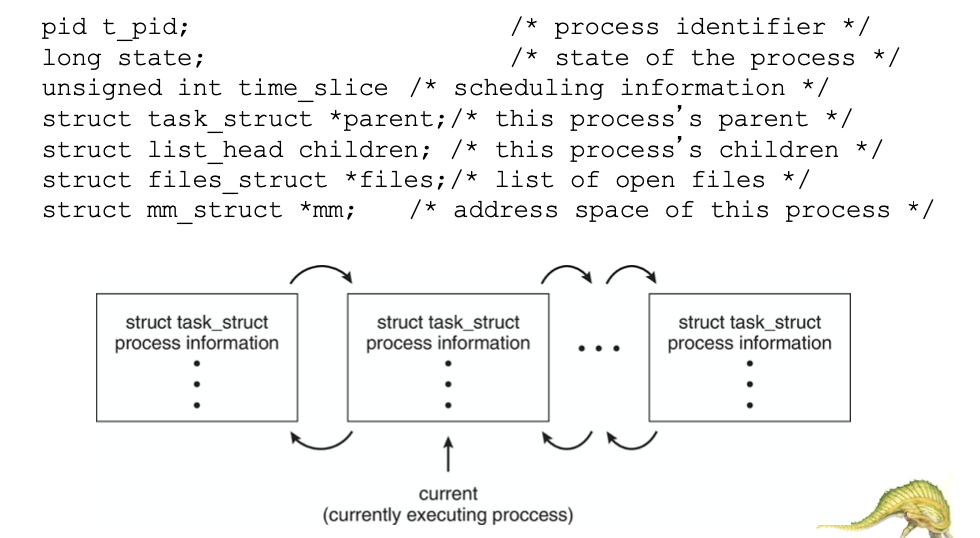 pid t_pid; /* process identifier */
long state; /* state of the process */
unsigned int time_slice /* scheduling information */
struct task_struct *parent;/* this process’s parent */
struct list_head children; /* this process’s children */
struct files_struct *files;/* list of open files */
struct mm_struct *mm; /* address space of this process */
struct task_struct
process information
struct task_struct
process information
struct task_struct
process information
current
(currently executing proccess)